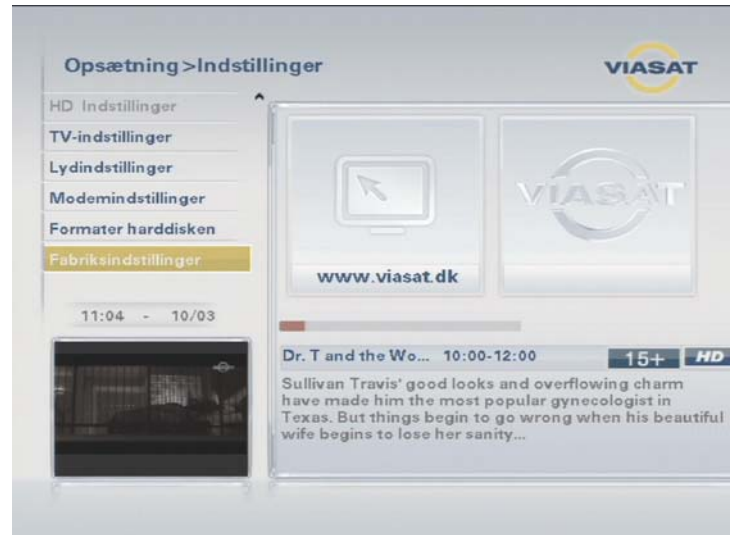 Opsætning>Indstillinger
VIASAT
HD Indstillinger
TV-indstillinger
Lydindstillinger
Modemindstillinger
Formater harddisken
Fabriksindstillinger
VIASAT
www.viasat.dk
11:04 - 10/03
Dr. T and the Wo... 10:00-12:00 15+ HD
Sullivan Travis' good looks and overflowing charm
have made him the most popular gynecologist in
Texas. But things begin to go wrong when his beautiful
wife begins to lose her sanity...